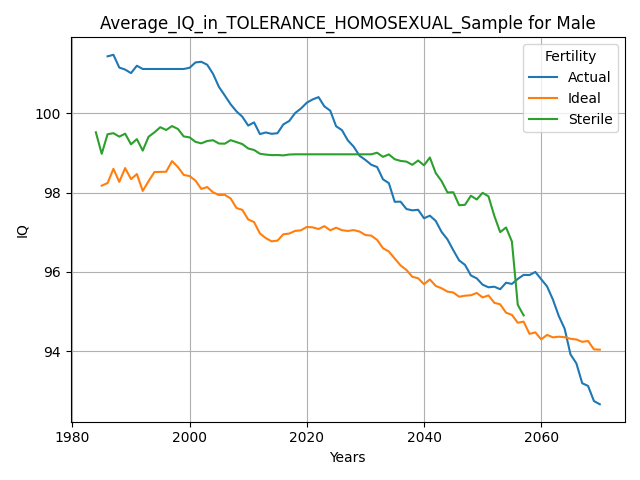 Average_IQ_in_TOLERANCE_HOMOSEXUAL_Sample for Male
Fertility
Actual
Ideal
Sterile
100
98
96
94
IQ
1980
2000
2020
2040
2060
Years